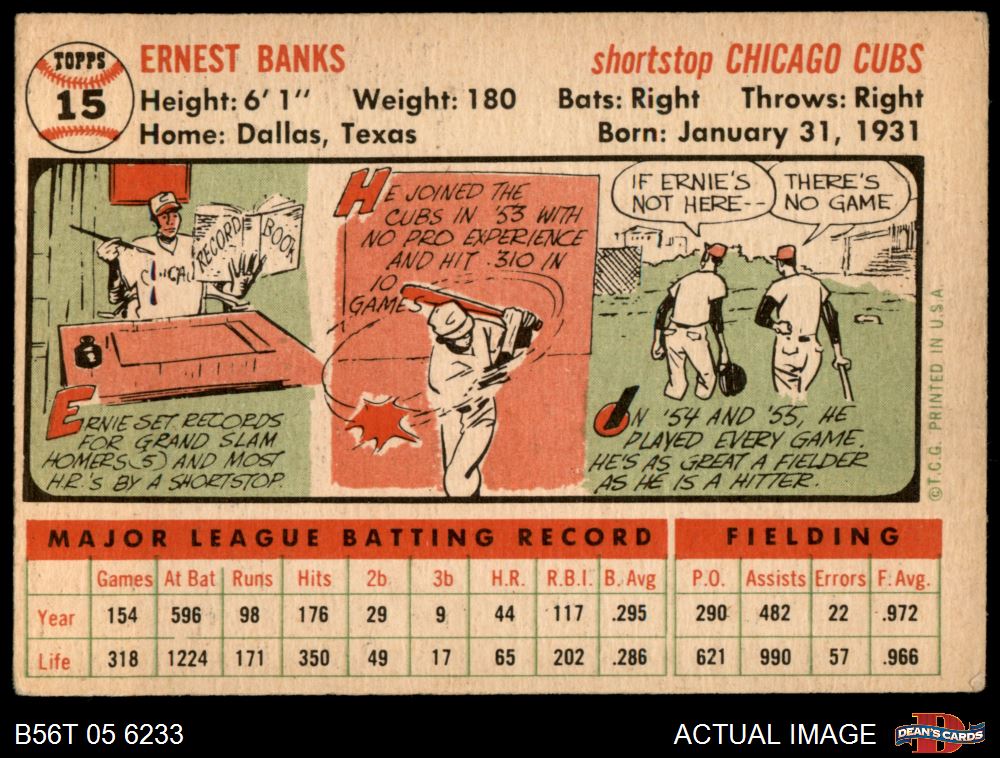 TOPPS
15
ERNEST BANKS
shortstop CHICAGO CUBS
Height: 6' 1" Weight: 180 Bats: Right Throws: Right
Home: Dallas, Texas Born: January 31, 1931
CHICA
RECORD BOOK
ERNIE SET RECORDS
FOR GRAND SLAM
HOMERS (5) AND MOST
H.R.'S BY A SHORTSTOP.
HE JOINED THE
CUBS IN '53 WITH
NO PRO EXPERIENCE
AND HIT .310 IN
10
GAMES
IF ERNIE'S
NOT HERE--
THERE'S
NO GAME
IN '54 AND '55, HE
PLAYED EVERY GAME.
HE'S AS GREAT A FIELDER
AS HE IS A HITTER.
© T.C.G. PRINTED IN U.S.A.
MAJOR LEAGUE BATTING RECORD FIELDING
Games At Bat Runs Hits 2b 3b H.R. R.B.I. B. Avg P.O. Assists Errors F. Avg.
Year 154 596 98 176 29 9 44 117 .295 290 482 22 .972
Life 318 1224 171 350 49 17 65 202 .286 621 990 57 .966
B56T 05 6233 ACTUAL IMAGE
DEAN'S CARDS